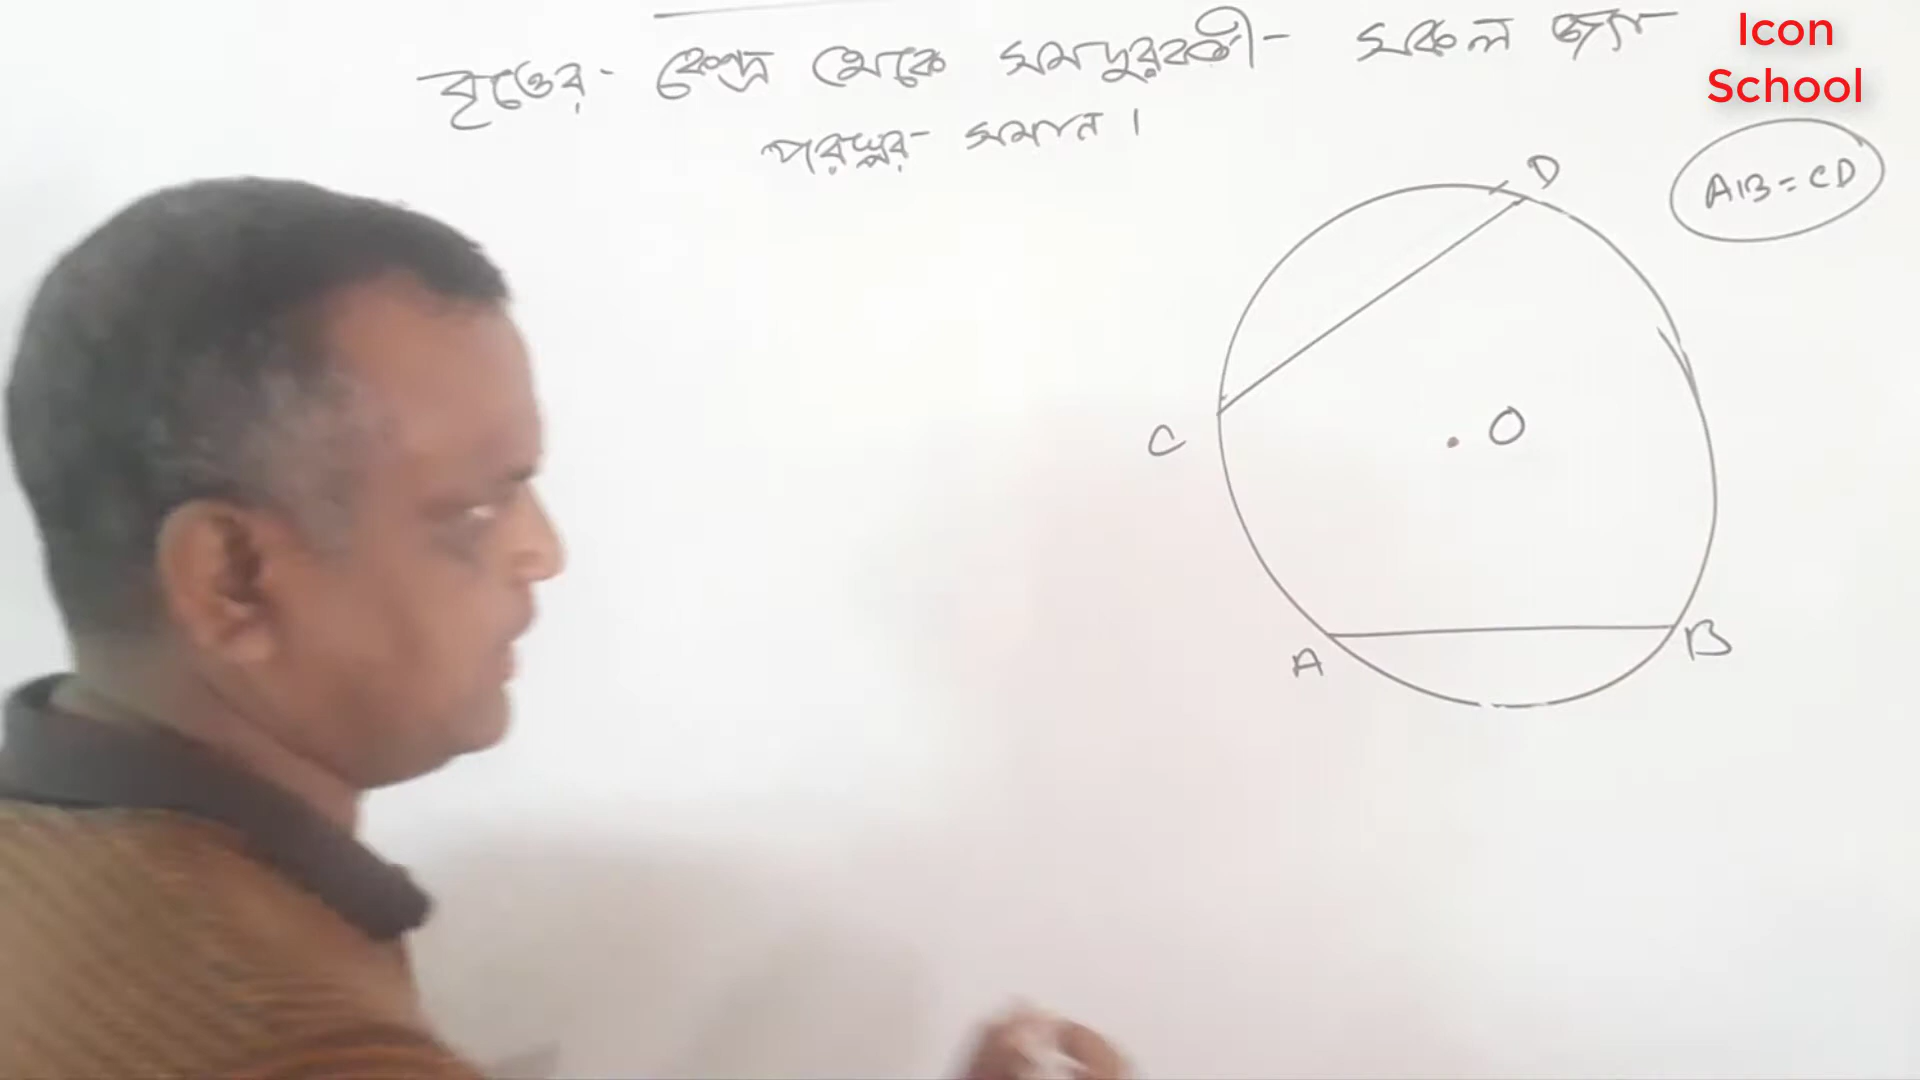 বৃত্তের কেন্দ্র থেকে সমদূরবর্তী সকল জ্যা
পরস্পর সমান।
Icon
School
AB = CD
D
C
O
A
B